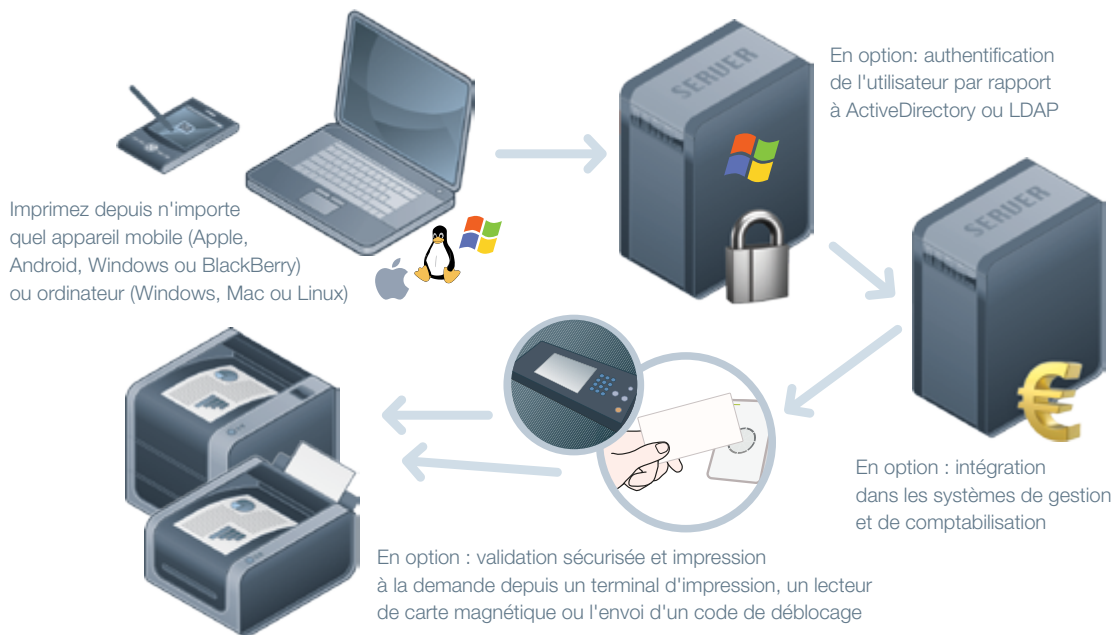 SERUER
En option: authentification
de l'utilisateur par rapport
à ActiveDirectory ou LDAP
Imprimez depuis n'importe
quel appareil mobile (Apple,
Android, Windows ou BlackBerry)
ou ordinateur (Windows, Mac ou Linux)
SERUER
En option : intégration
dans les systèmes de gestion
et de comptabilisation
En option : validation sécurisée et impression
à la demande depuis un terminal d'impression, un lecteur
de carte magnétique ou l'envoi d'un code de déblocage